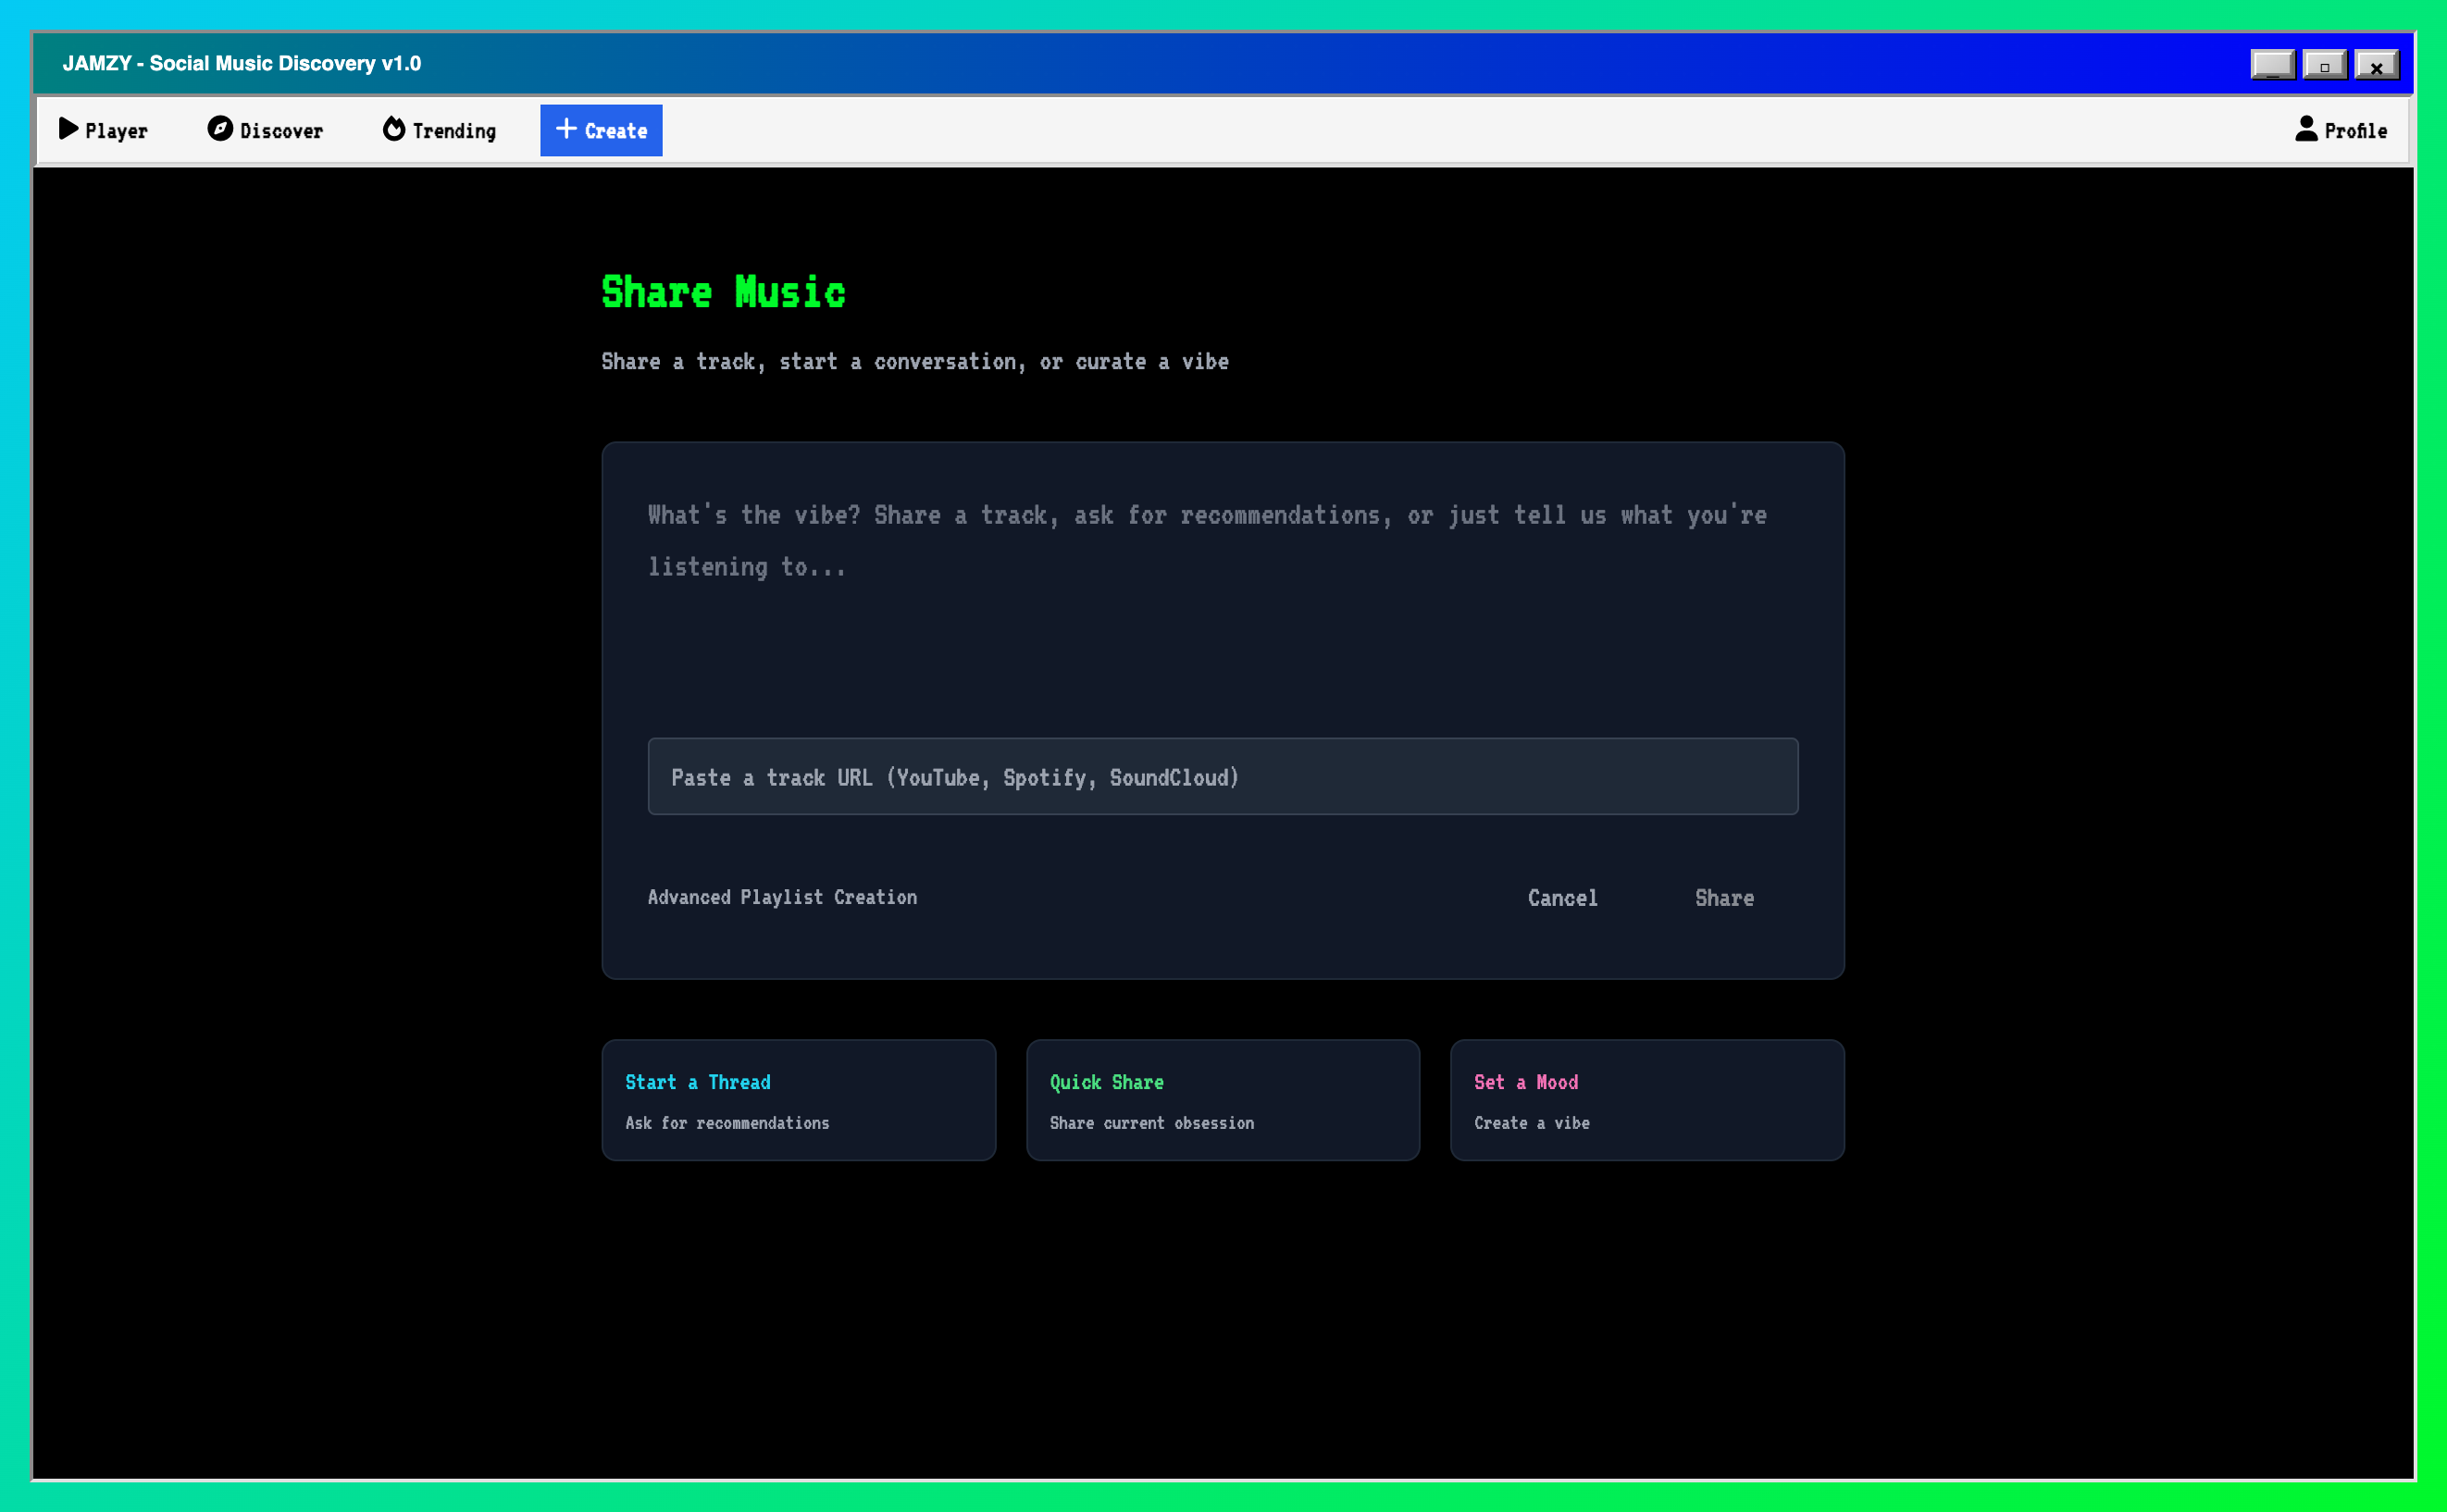 JAMZY - Social Music Discovery v1.0
Player Discover Trending Create Profile
Share Music
Share a track, start a conversation, or curate a vibe
What's the vibe? Share a track, ask for recommendations, or just tell us what you're
listening to...
Paste a track URL (YouTube, Spotify, SoundCloud)
Advanced Playlist Creation Cancel Share
Start a Thread
Ask for recommendations
Quick Share
Share current obsession
Set a Mood
Create a vibe